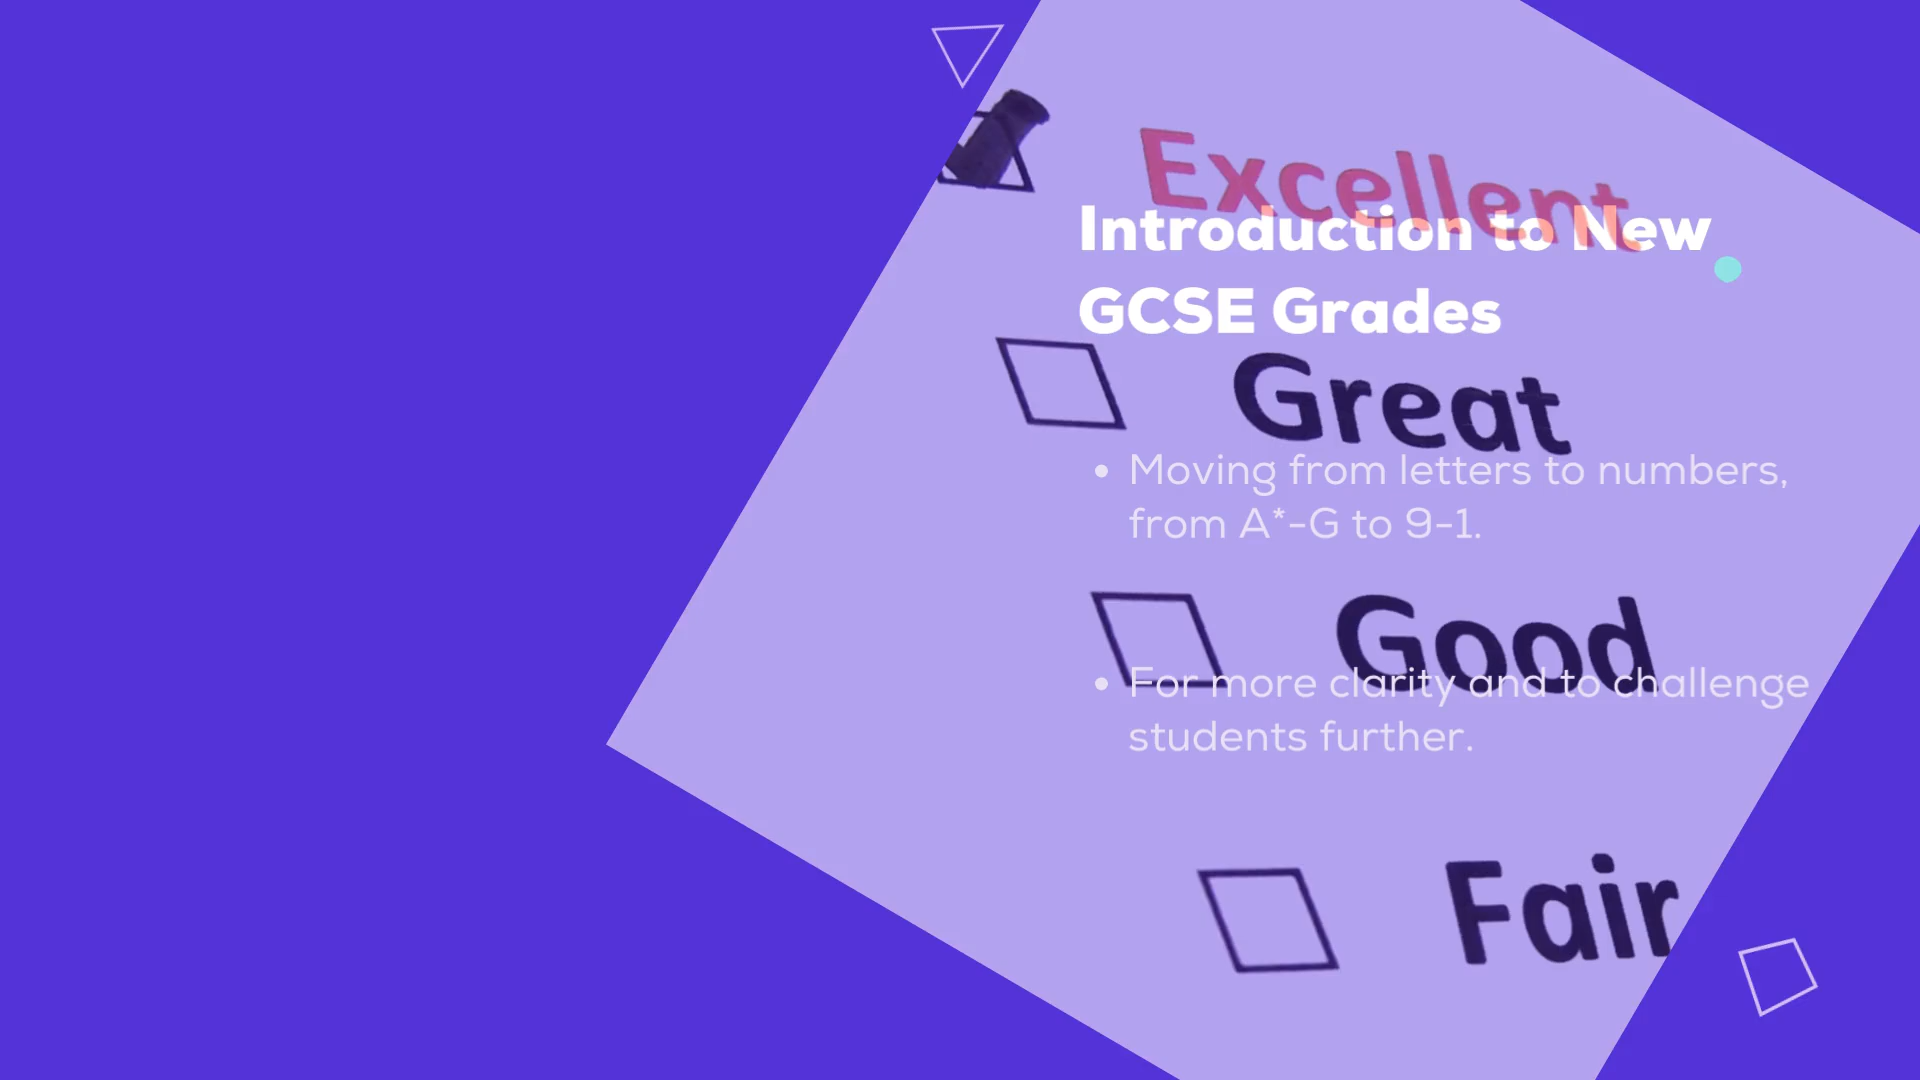 Excellent
Introduction to New
GCSE Grades
Great
• Moving from letters to numbers,
from A*-G to 9-1.
Good
• For more clarity and to challenge
students further.
Fair